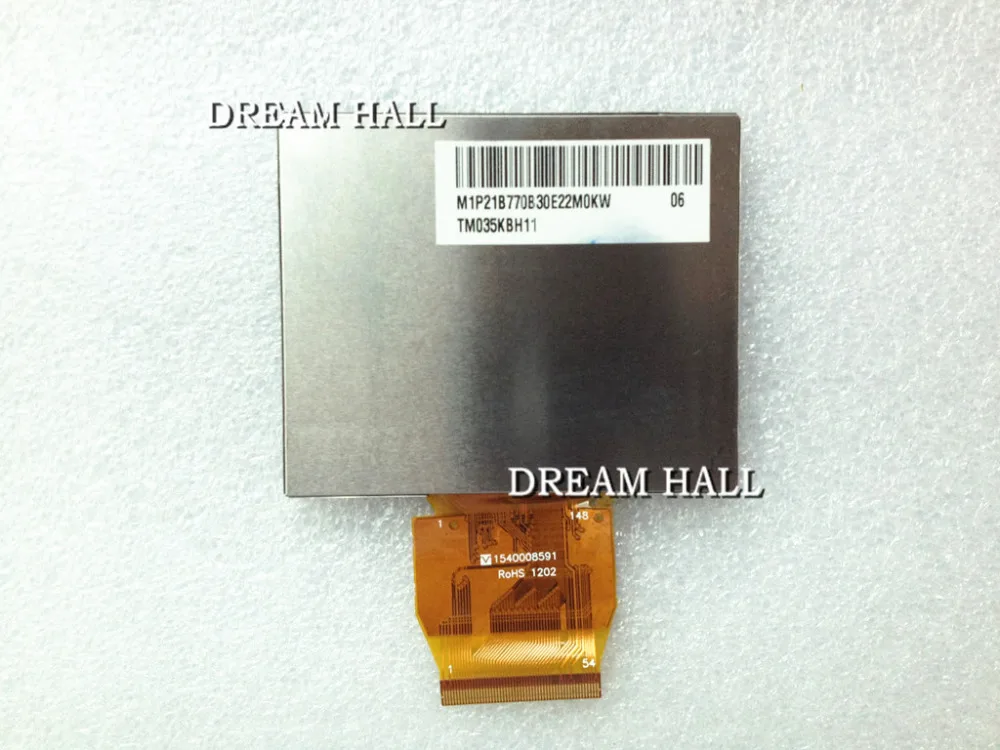 DREAM HALL
M1P21B770B30E22M0KW 06
TM035KBH11
DREAM HALL
1 148
1540008591
RoHS 1202
1 54